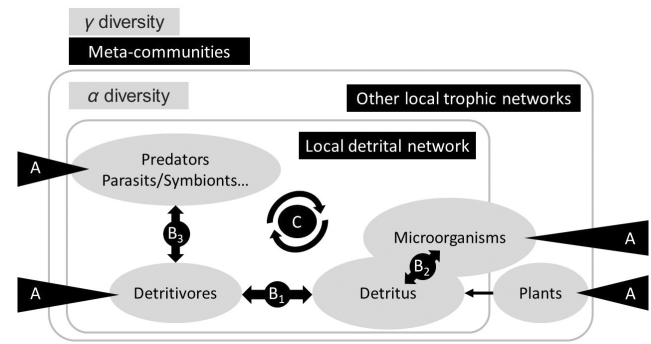 γ diversity
Meta-communities
α diversity
Other local trophic networks
Local detrital network
A
Predators
Parasits/Symbionts...
C
B3
Microorganisms
A
B2
A
Detritivores
B1
Detritus
Plants
A